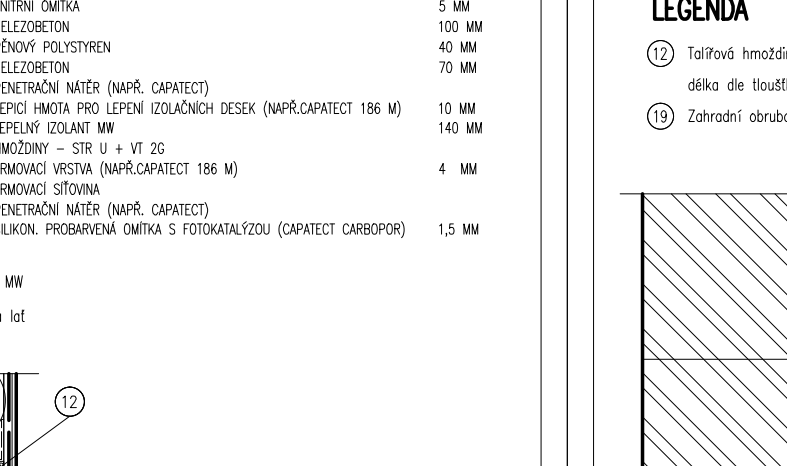 NITŘNÍ OMÍTKA 5 MM
ELEZOBETON 100 MM
ĚNOVÝ POLYSTYREN 40 MM
ELEZOBETON 70 MM
ENETRAČNÍ NÁTĚR (NAPŘ. CAPATECT)
EPICÍ HMOTA PRO LEPENÍ IZOLAČNÍCH DESEK (NAPŘ.CAPATECT 186 M) 10 MM
EPELNÝ IZOLANT MW 140 MM
MOŽDINY – STR U + VT 2G
RMOVACÍ VRSTVA (NAPŘ.CAPATECT 186 M) 4 MM
RMOVACÍ SÍŤOVINA
ENETRAČNÍ NÁTĚR (NAPŘ. CAPATECT)
ILIKON. PROBARVENÁ OMÍTKA S FOTOKATALÝZOU (CAPATECT CARBOPOR) 1,5 MM
MW
lať
12
LEGENDA
12 Talířová hmoždi
délka dle tloušť
19 Zahradní obrub